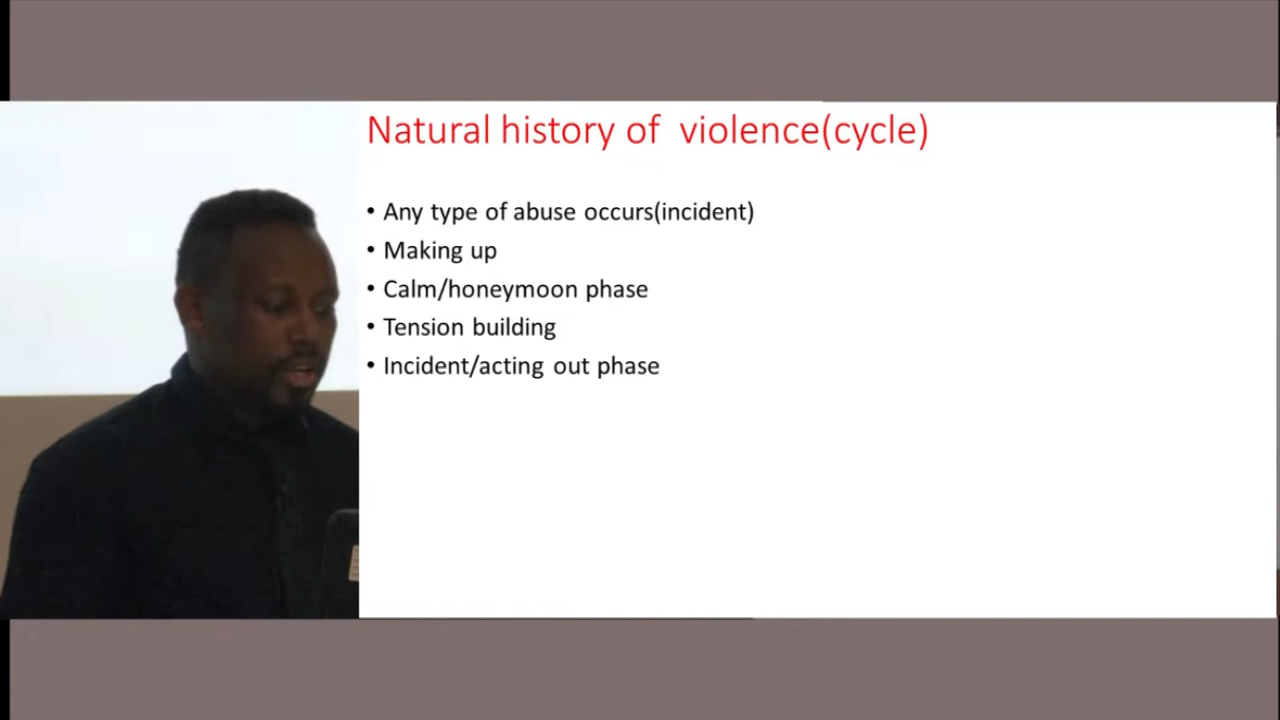 Natural history of  violence(cycle)
• Any type of abuse occurs(incident)
• Making up
• Calm/honeymoon phase
• Tension building
• Incident/acting out phase